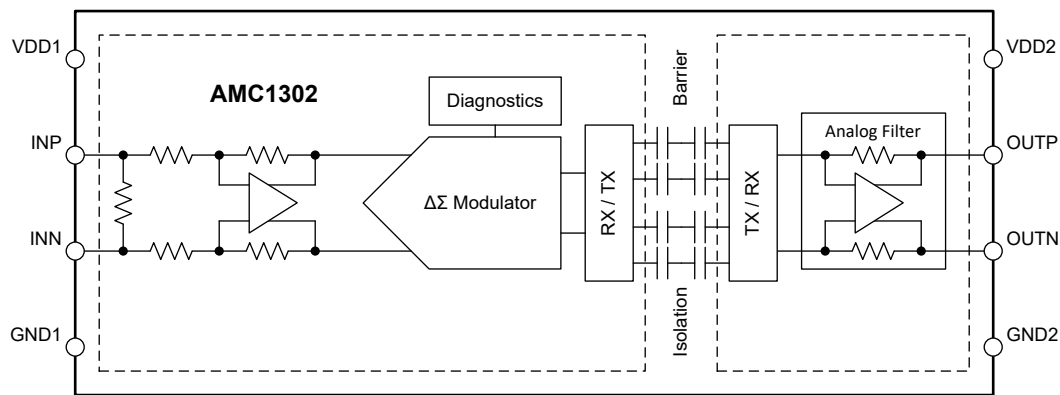 VDD1
VDD2
AMC1302
Diagnostics
Barrier
INP
Analog Filter
OUTP
ΔΣ Modulator
RX / TX
TX / RX
INN
OUTN
Isolation
GND1
GND2